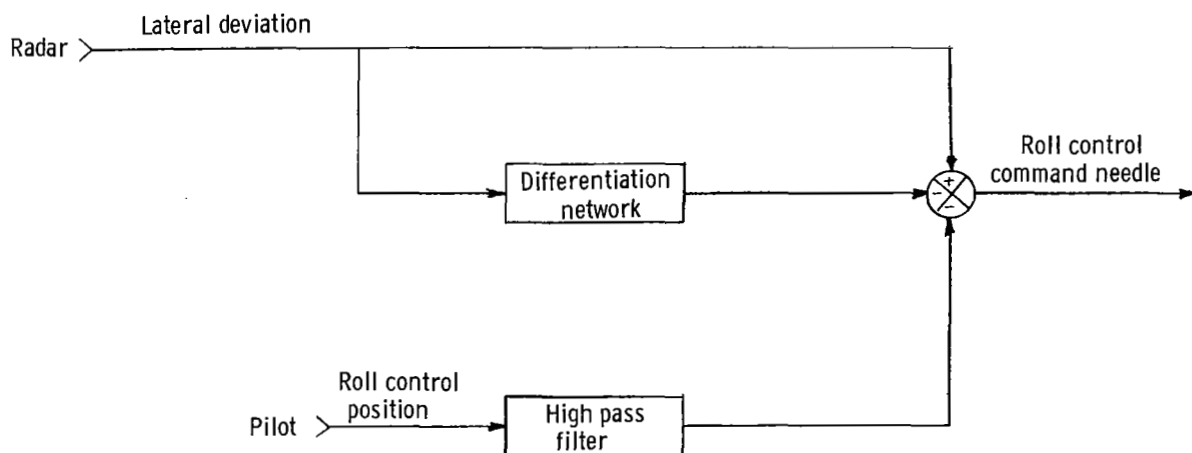 Lateral deviation
Radar
Roll control
command needle
+
-
-
Differentiation
network
Roll control
position
Pilot
High pass
filter